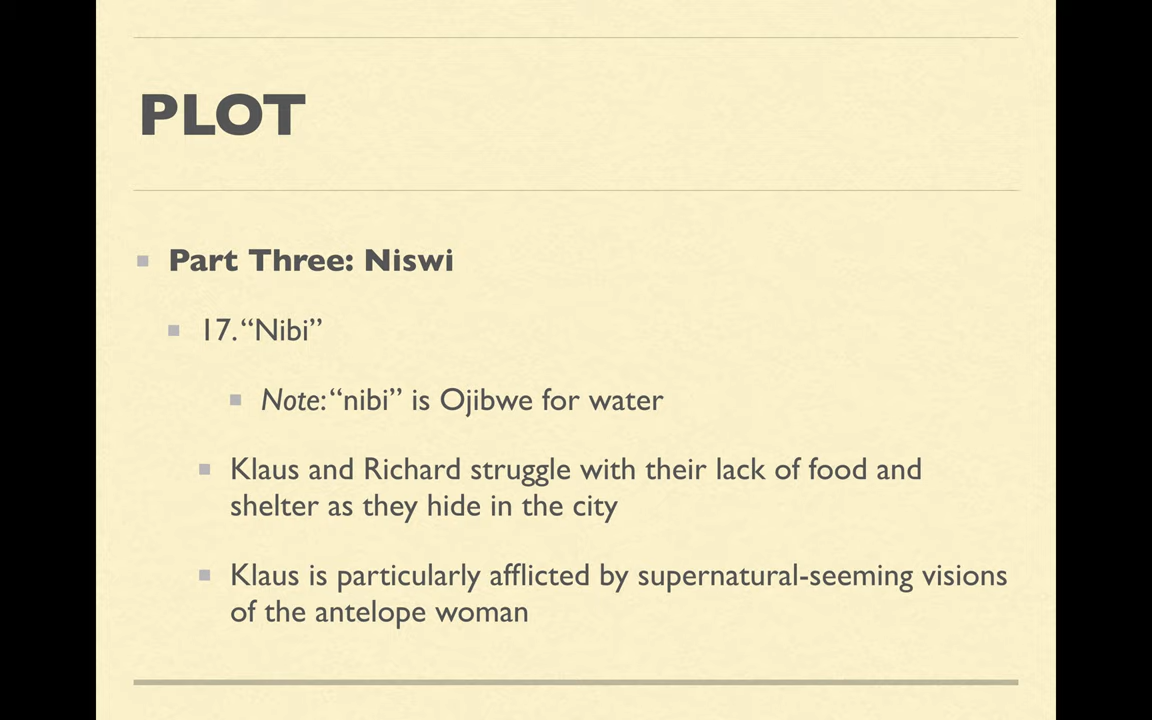 PLOT
Part Three: Niswi
17. “Nibi”
Note: “nibi” is Ojibwe for water
Klaus and Richard struggle with their lack of food and
shelter as they hide in the city
Klaus is particularly afflicted by supernatural-seeming visions
of the antelope woman